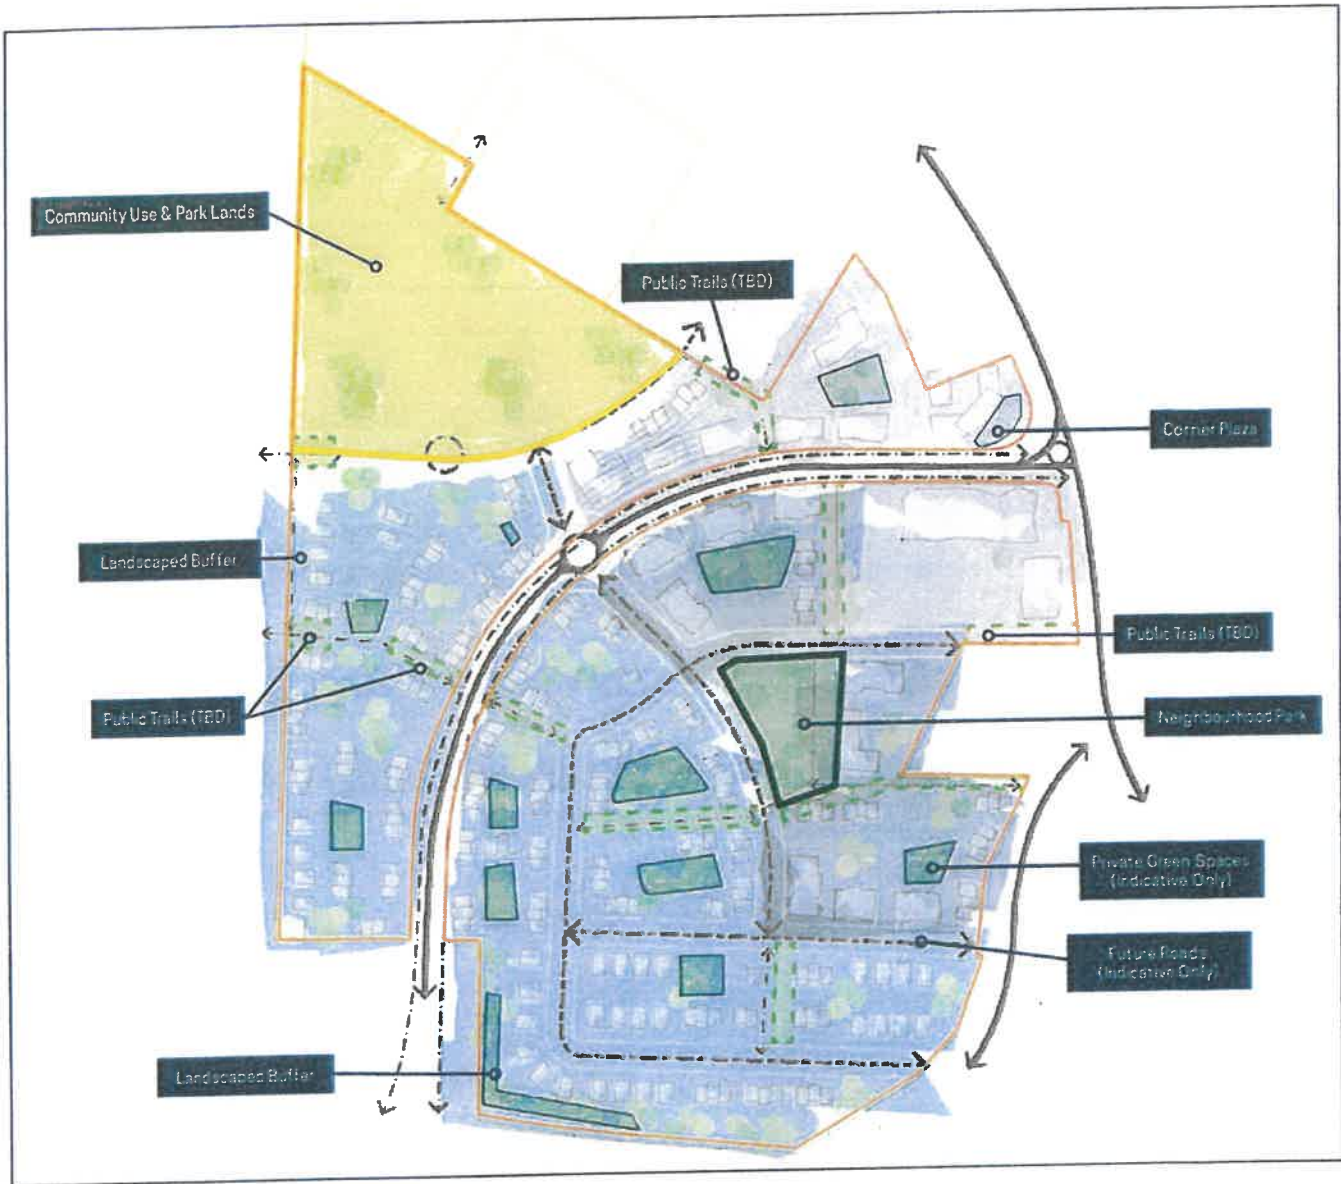 Community Use & Park Lands
Public Trails (TBD)
Corner Plaza
Landscaped Buffer
Public Trails (TBD)
Public Trails (TBD)
Neighbourhood Park
Private Green Spaces
(Indicative Only)
Future Roads
(Indicative Only)
Landscaped Buffer